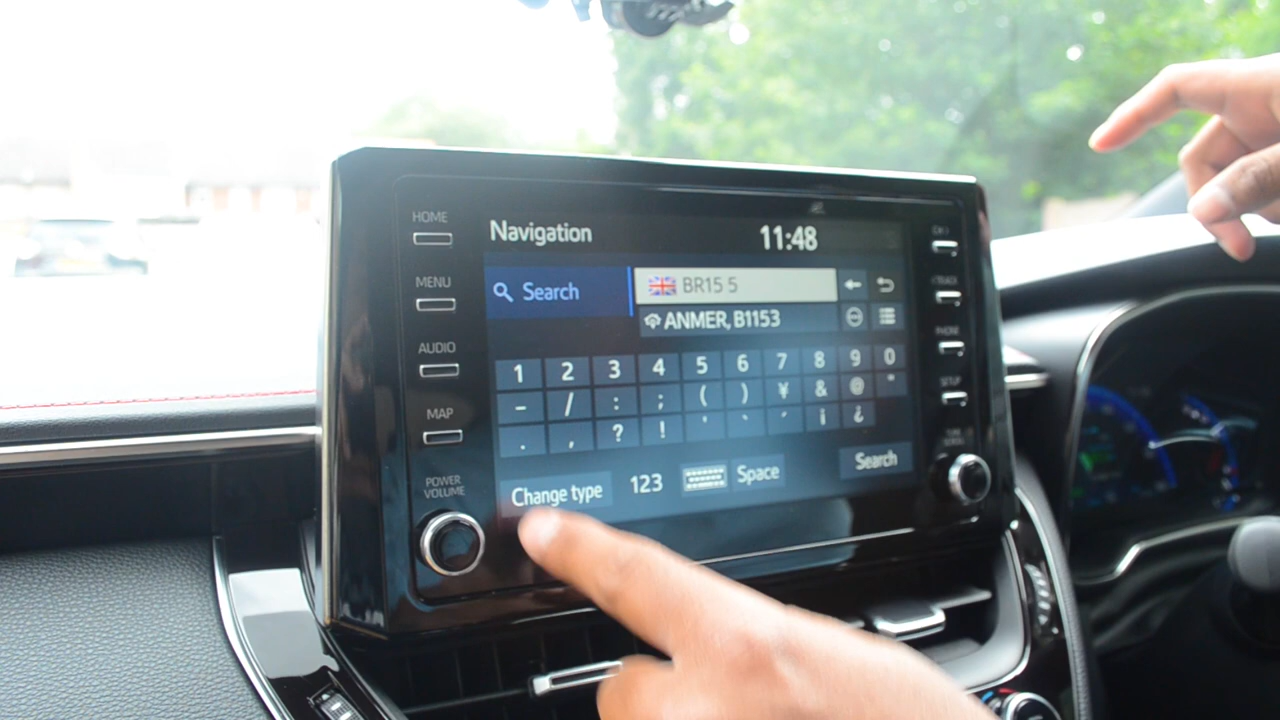 HOME
Navigation
11:48
MENU
Search
BR15 5
ANMER, B1153
AUDIO
PHONE
1 2 3 4 5 6 7 8 9 0
- / : ; ( ) ¥ & @ "
. , ? ! ' ` ´ ¡ ¿
SETUP
MAP
POWER
VOLUME
Change type
123
Space
Search